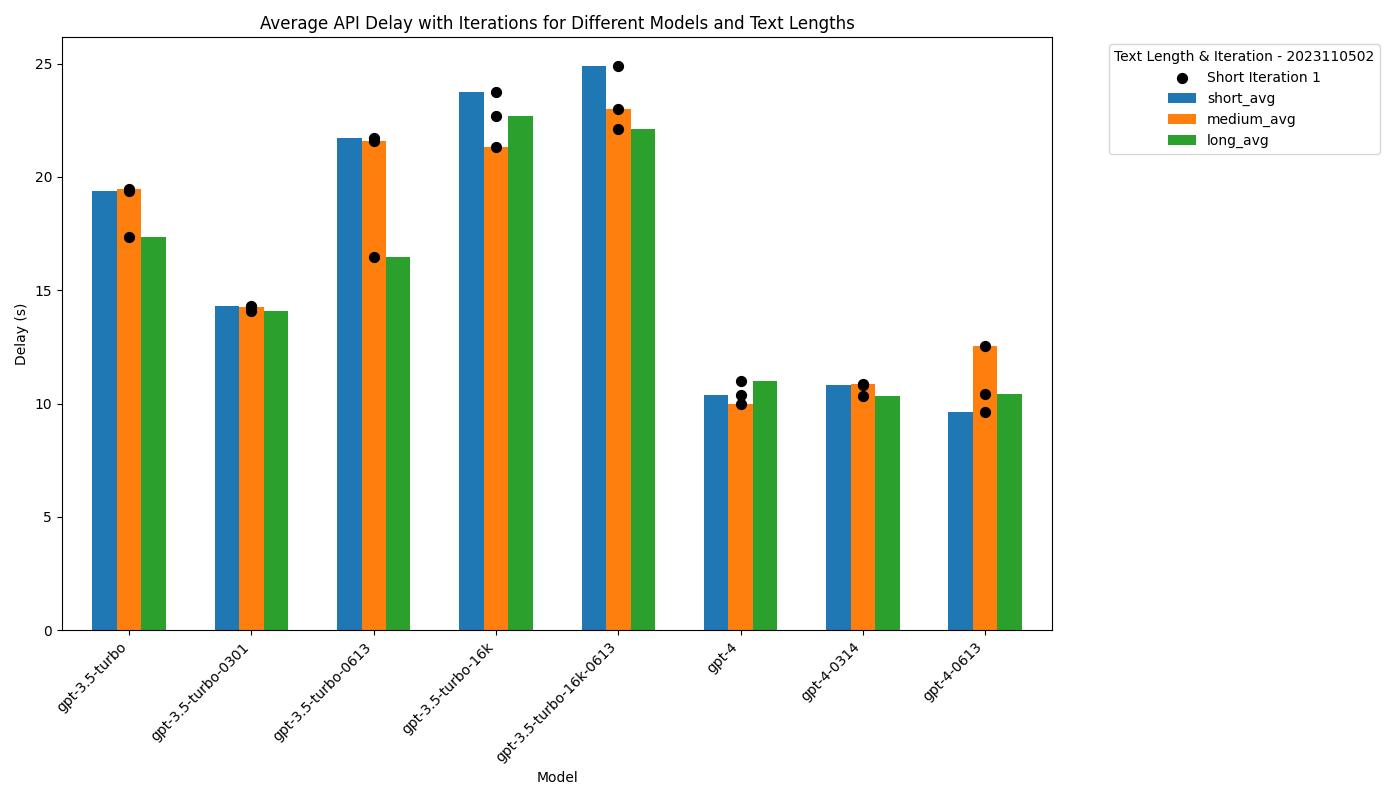 Average API Delay with Iterations for Different Models and Text Lengths
Text Length & Iteration - 2023110502
Short Iteration 1
short_avg
medium_avg
long_avg
Delay (s)
25
20
15
10
5
0
gpt-3.5-turbo
gpt-3.5-turbo-0301
gpt-3.5-turbo-0613
gpt-3.5-turbo-16k
gpt-3.5-turbo-16k-0613
gpt-4
gpt-4-0314
gpt-4-0613
Model